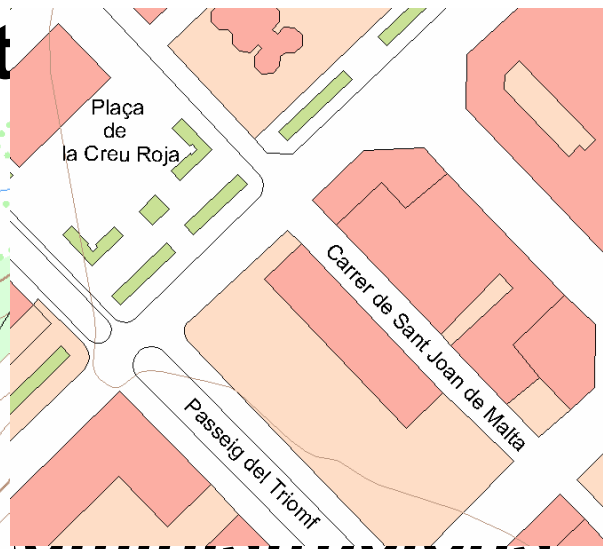 t
Plaça
de
la Creu Roja
Carrer de Sant Joan de Malta
Passeig del Triomf